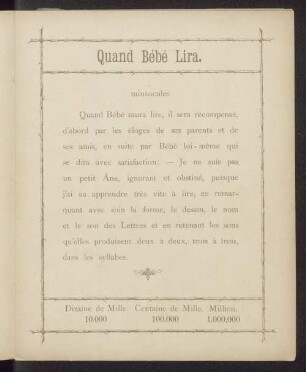 Quand Bébé Lira.
minuscules
Quand Bébé saura lire, il sera récompensé,
d'abord par les éloges de ses parents et de
ses amis, en suite par Bébé lui-même qui
se dira avec satisfaction: — Je ne suis pas
un petit Ane, ignorant et obstiné, puisque
j'ai su apprendre très vite à lire, en remar-
quant avec soin la forme, le dessin, le nom
et le son des Lettres et en retenant les sons
qu'elles produisent deux à deux, trois à trois,
dans les syllabes.
Dizaine de Mille. Centaine de Mille. Million.
10.000 100.000 1,000,000